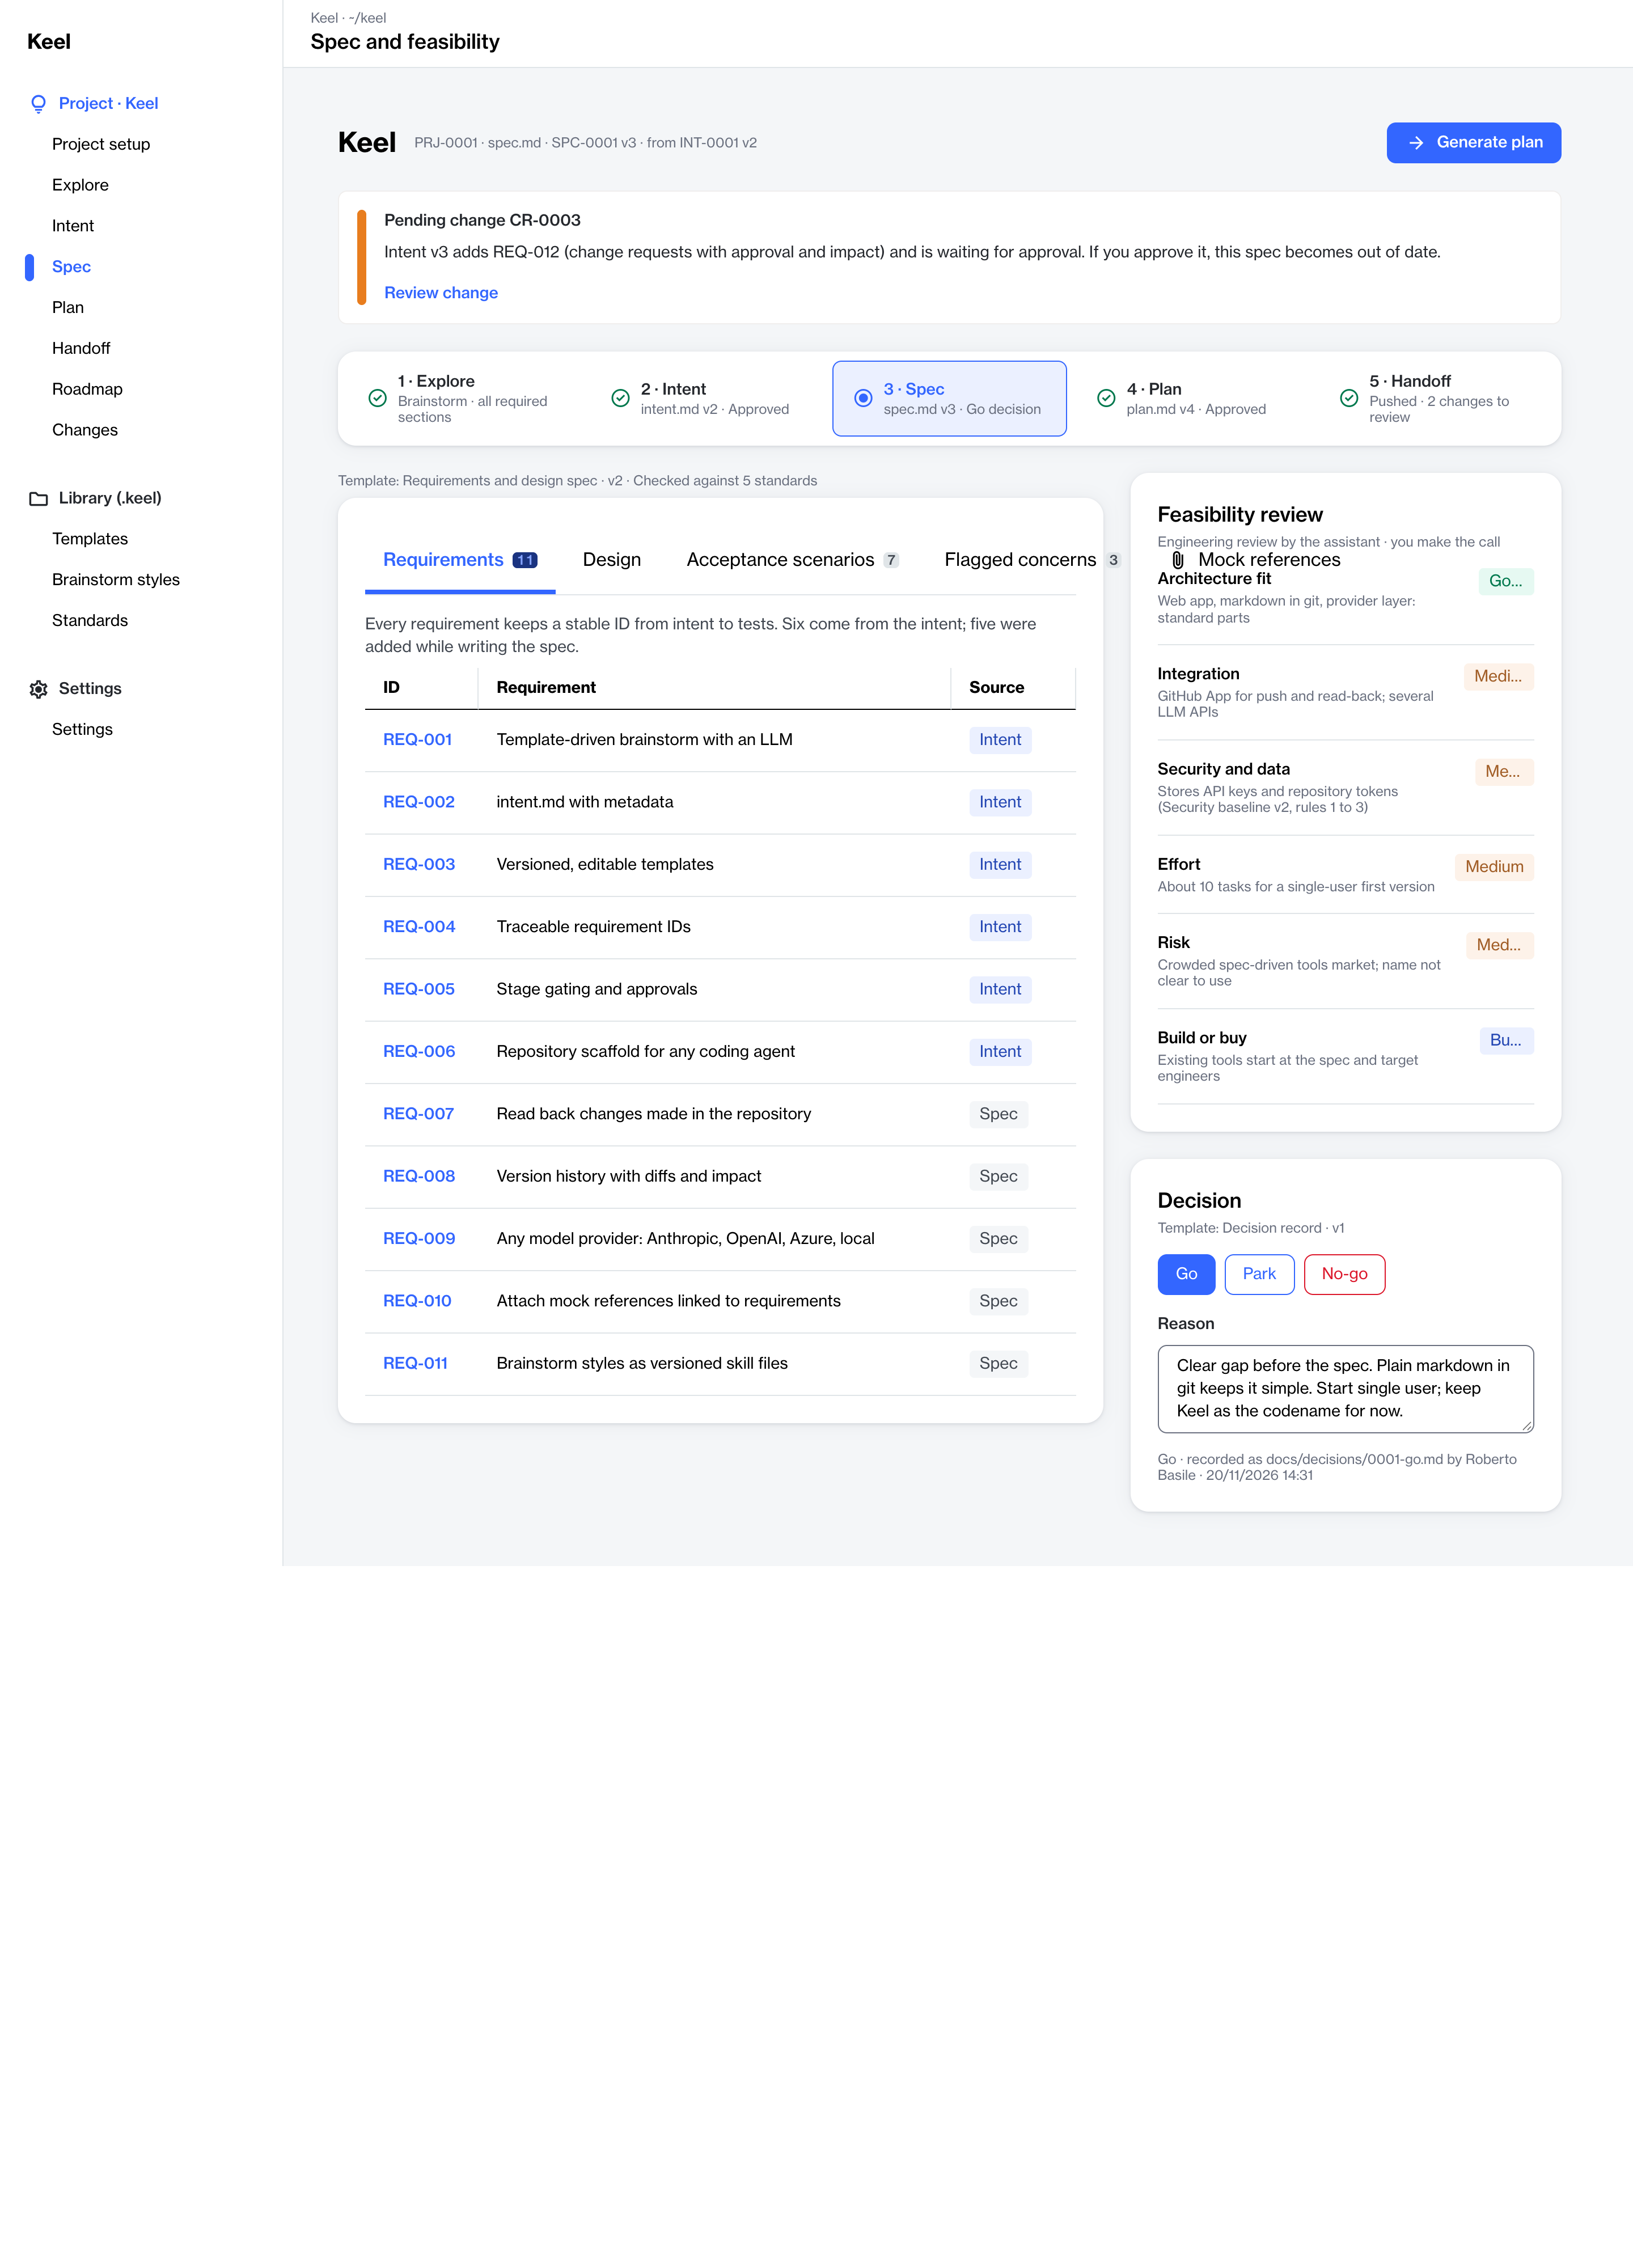 Keel
Project · Keel
Project setup
Explore
Intent
Spec
Plan
Handoff
Roadmap
Changes
Library (.keel)
Templates
Brainstorm styles
Standards
Settings
Settings
Keel · ~/keel
Spec and feasibility
Keel
PRJ-0001 · spec.md · SPC-0001 v3 · from INT-0001 v2
Generate plan
Pending change CR-0003
Intent v3 adds REQ-012 (change requests with approval and impact) and is waiting for approval. If you approve it, this spec becomes out of date.
Review change
1 · Explore
Brainstorm · all required
sections
2 · Intent
intent.md v2 · Approved
3 · Spec
spec.md v3 · Go decision
4 · Plan
plan.md v4 · Approved
5 · Handoff
Pushed · 2 changes to
review
Template: Requirements and design spec · v2 · Checked against 5 standards
Requirements 11
Design
Acceptance scenarios 7
Flagged concerns 3
Mock references
Every requirement keeps a stable ID from intent to tests. Six come from the intent; five were
added while writing the spec.
ID Requirement Source
REQ-001 Template-driven brainstorm with an LLM Intent
REQ-002 intent.md with metadata Intent
REQ-003 Versioned, editable templates Intent
REQ-004 Traceable requirement IDs Intent
REQ-005 Stage gating and approvals Intent
REQ-006 Repository scaffold for any coding agent Intent
REQ-007 Read back changes made in the repository Spec
REQ-008 Version history with diffs and impact Spec
REQ-009 Any model provider: Anthropic, OpenAI, Azure, local Spec
REQ-010 Attach mock references linked to requirements Spec
REQ-011 Brainstorm styles as versioned skill files Spec
Feasibility review
Engineering review by the assistant · you make the call
Architecture fit Go...
Web app, markdown in git, provider layer:
standard parts
Integration Medi...
GitHub App for push and read-back; several
LLM APIs
Security and data Me...
Stores API keys and repository tokens
(Security baseline v2, rules 1 to 3)
Effort Medium
About 10 tasks for a single-user first version
Risk Med...
Crowded spec-driven tools market; name not
clear to use
Build or buy Bu...
Existing tools start at the spec and target
engineers
Decision
Template: Decision record · v1
Go Park No-go
Reason
Clear gap before the spec. Plain markdown in
git keeps it simple. Start single user; keep
Keel as the codename for now.
Go · recorded as docs/decisions/0001-go.md by Roberto
Basile · 20/11/2026 14:31